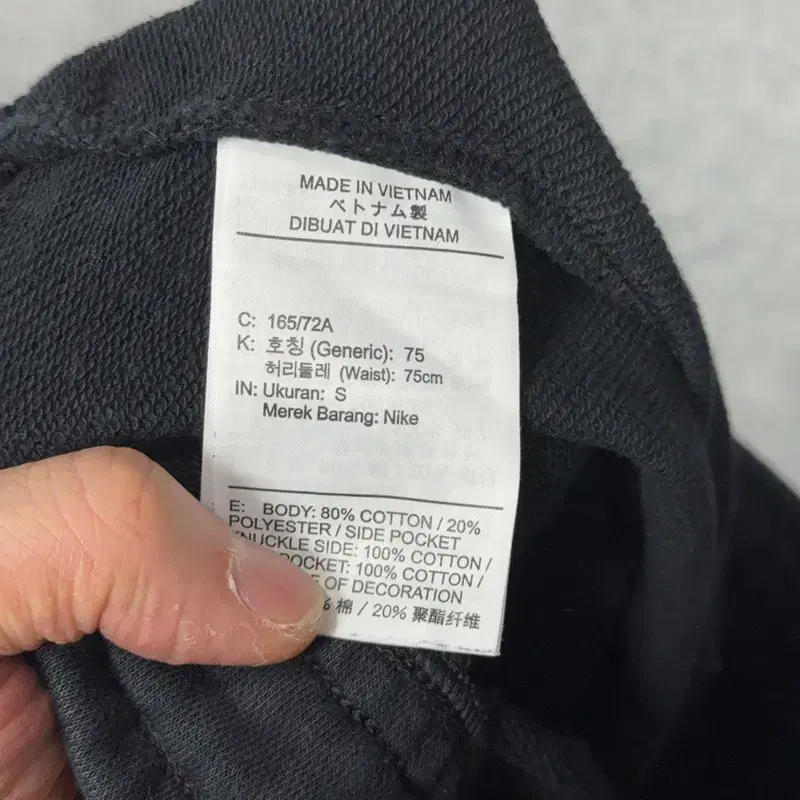 MADE IN VIETNAM
ベトナム製
DIBUAT DI VIETNAM
C: 165/72A
K: 호칭 (Generic): 75
허리둘레 (Waist): 75cm
IN: Ukuran: S
Merek Barang: Nike
E: BODY: 80% COTTON / 20%
POLYESTER / SIDE POCKET
KNUCKLE SIDE: 100% COTTON /
POCKET: 100% COTTON /
OF DECORATION
% 棉 / 20% 聚酯纤维